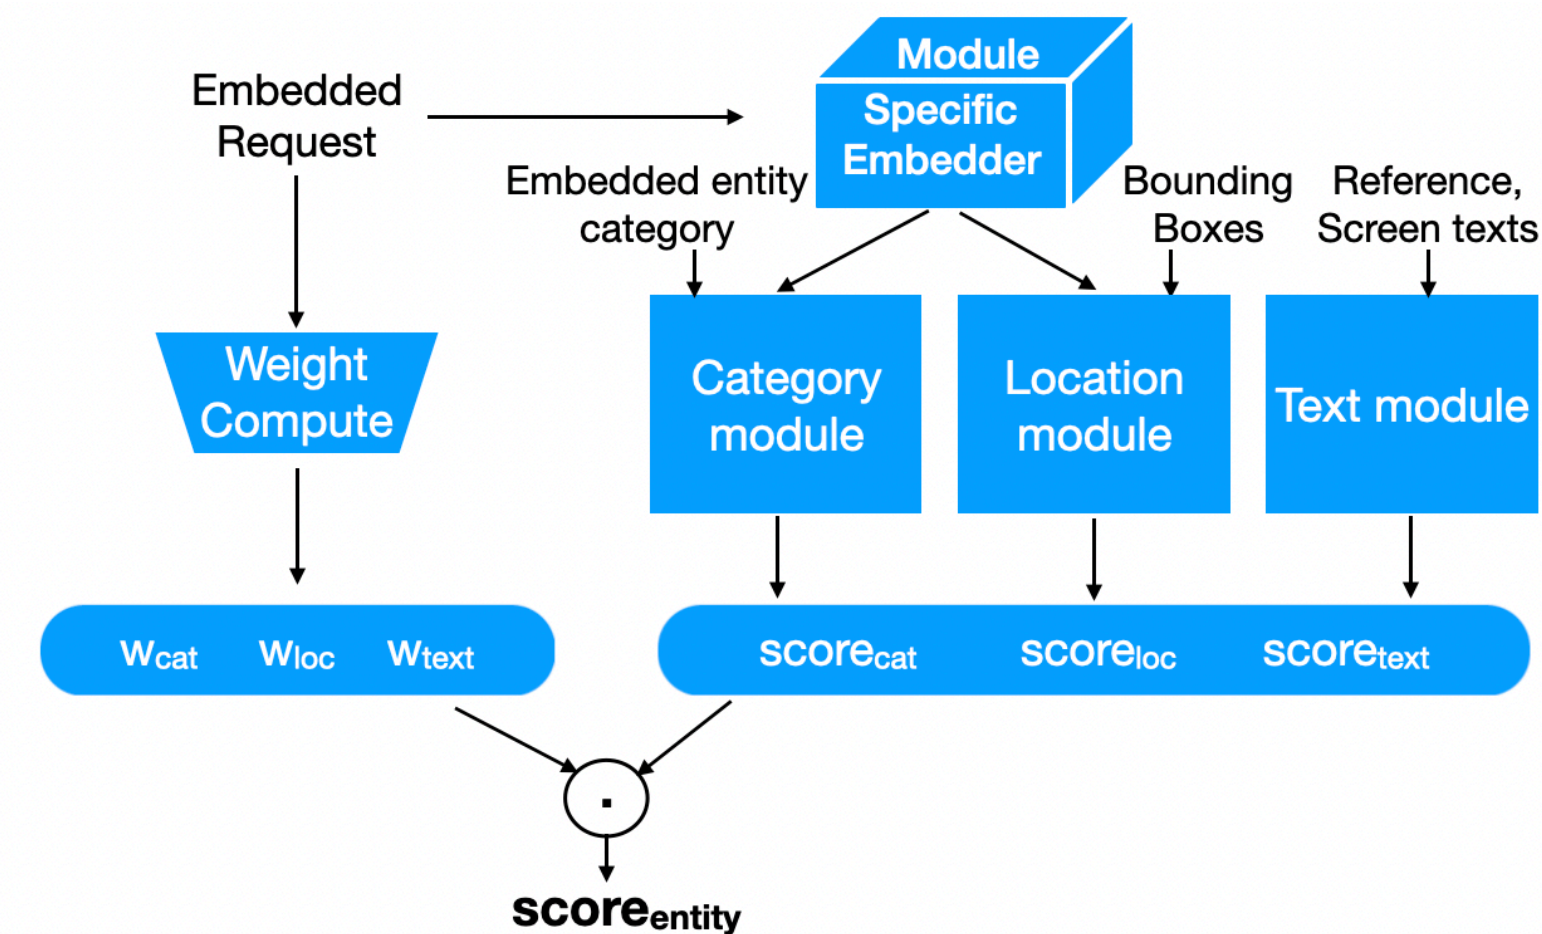 Embedded
Request
Module
Specific
Embedder
Embedded entity
category
Bounding
Boxes
Reference,
Screen texts
Weight
Compute
Category
module
Location
module
Text module
wcat wloc wtext
scorecat scoreloc scoretext
.
scoreentity